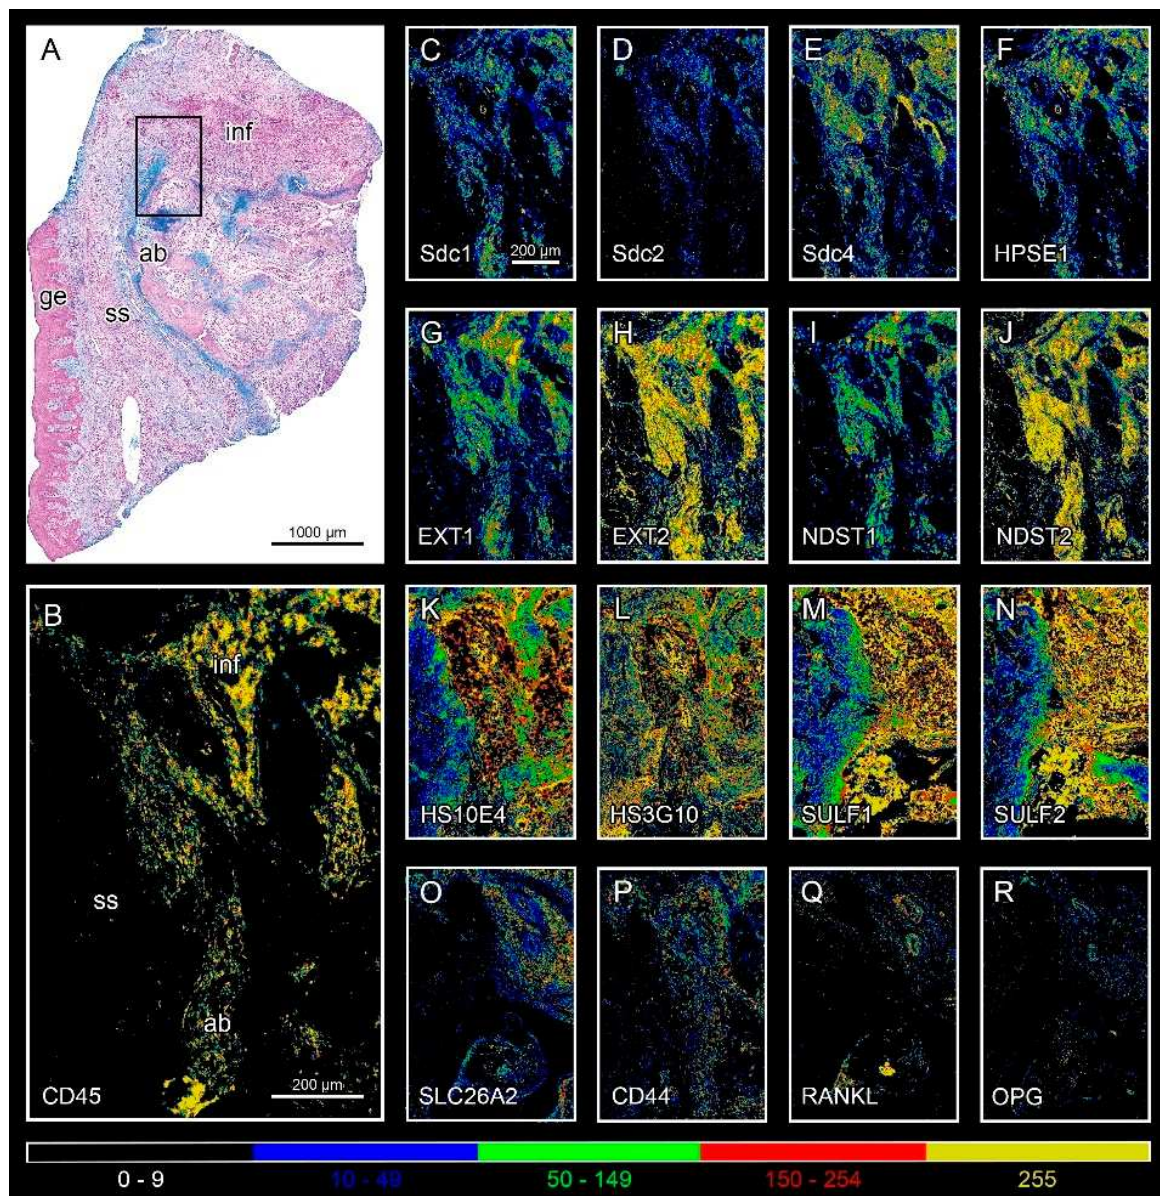 A
inf
ab
ge
ss
1000 µm
B
inf
ss
ab
CD45
200 µm
C
Sdc1
200 µm
D
Sdc2
E
Sdc4
F
HPSE1
G
EXT1
H
EXT2
I
NDST1
J
NDST2
K
HS10E4
L
HS3G10
M
SULF1
N
SULF2
O
SLC26A2
P
CD44
Q
RANKL
R
OPG
0 - 9 10 - 49 50 - 149 150 - 254 255